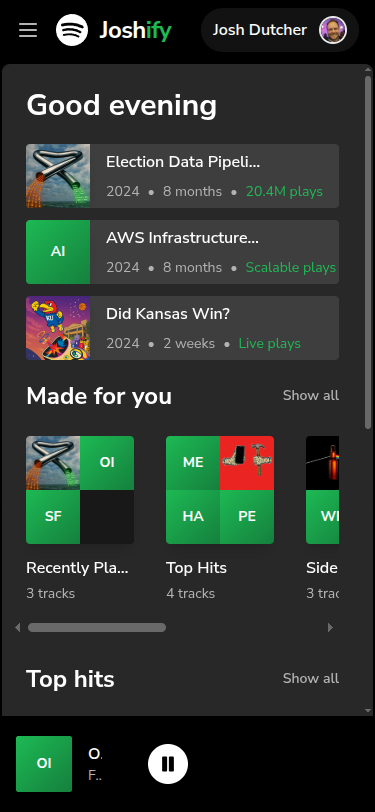 Joshify
Josh Dutcher
Good evening
Election Data Pipeli...
2024 • 8 months • 20.4M plays
AI
AWS Infrastructure...
2024 • 8 months • Scalable plays
Did Kansas Win?
2024 • 2 weeks • Live plays
Made for you
Show all
OI
SF
ME
HA
PE
WI
Recently Pla...
Top Hits
Side
3 tracks
4 tracks
3 trac
Top hits
Show all
OI
O.
F..